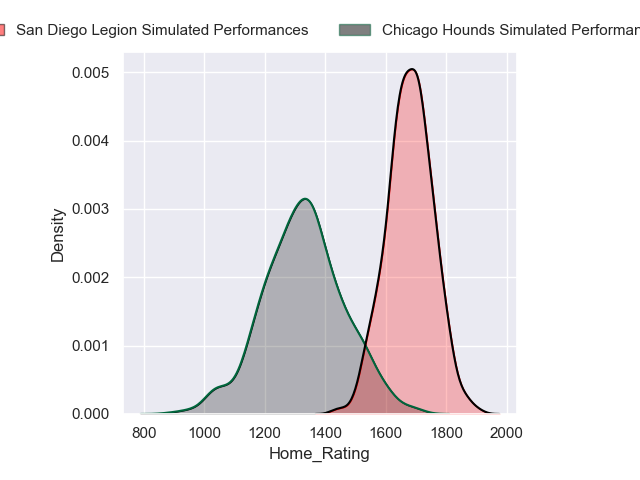 San Diego Legion Simulated Performances
Chicago Hounds Simulated
0.005
0.004
0.003
0.002
0.001
0.000
Density
800 1000 1200 1400 1600 1800 2000
Home_Rating